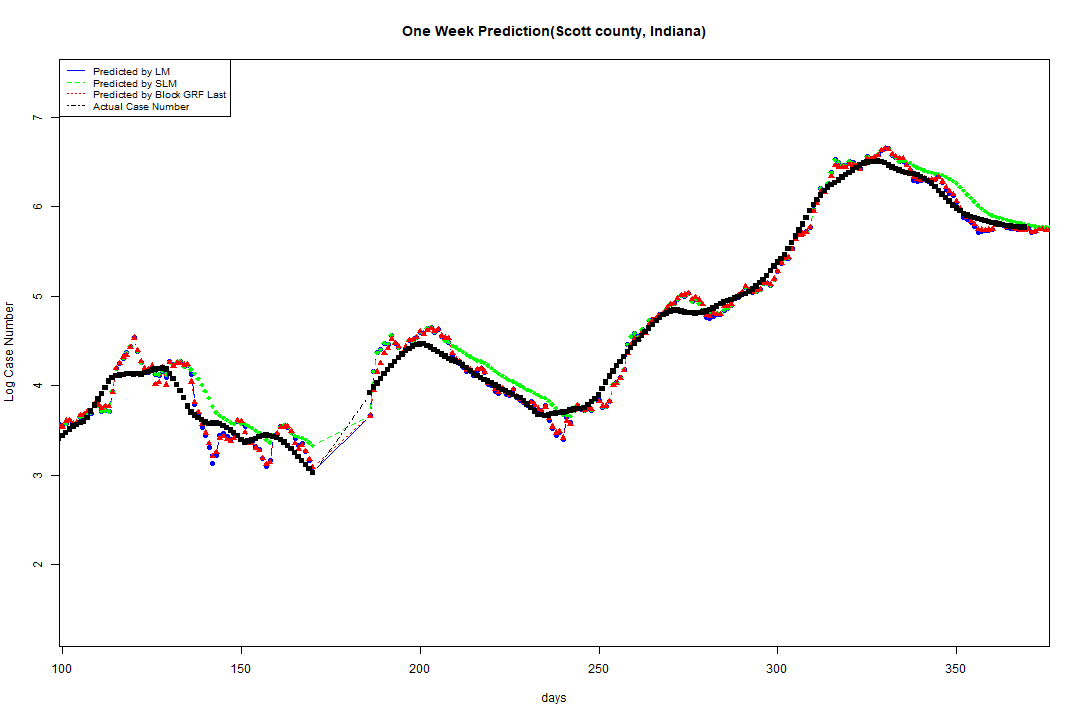 One Week Prediction(Scott county, Indiana)
Predicted by LM
Predicted by SLM
Predicted by Block GRF Last
Actual Case Number
7
6
5
4
3
2
Log Case Number
100 150 200 250 300 350
days